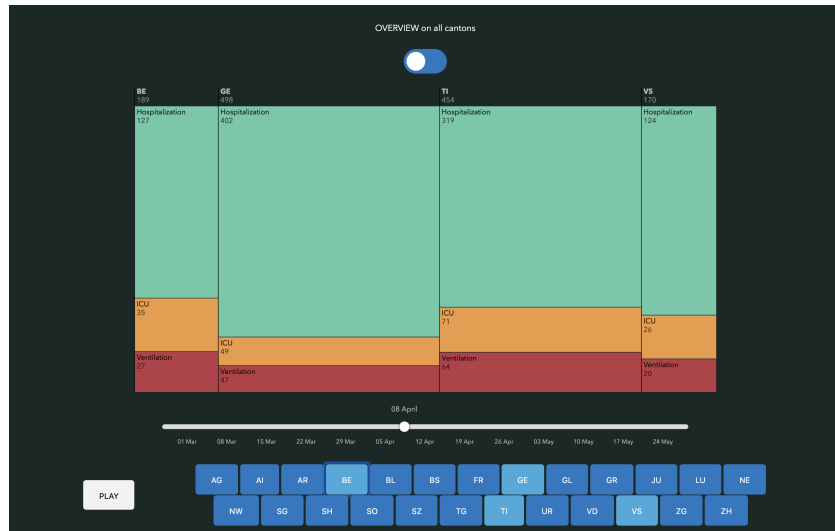 OVERVIEW on all cantons
BE GE TI VS
189 498 454 170
Hospitalization Hospitalization Hospitalization Hospitalization
127 402 319 124
ICU
35
ICU
49
ICU
71
ICU
26
Ventilation
27
Ventilation
47
Ventilation
64
Ventilation
20
08 April
01 Mar 08 Mar 15 Mar 22 Mar 29 Mar 05 Apr 12 Apr 19 Apr 26 Apr 03 May 10 May 17 May 24 May
PLAY
AG AI AR BE BL BS FR GE GL GR JU LU NE
NW SG SH SO SZ TG TI UR VD VS ZG ZH